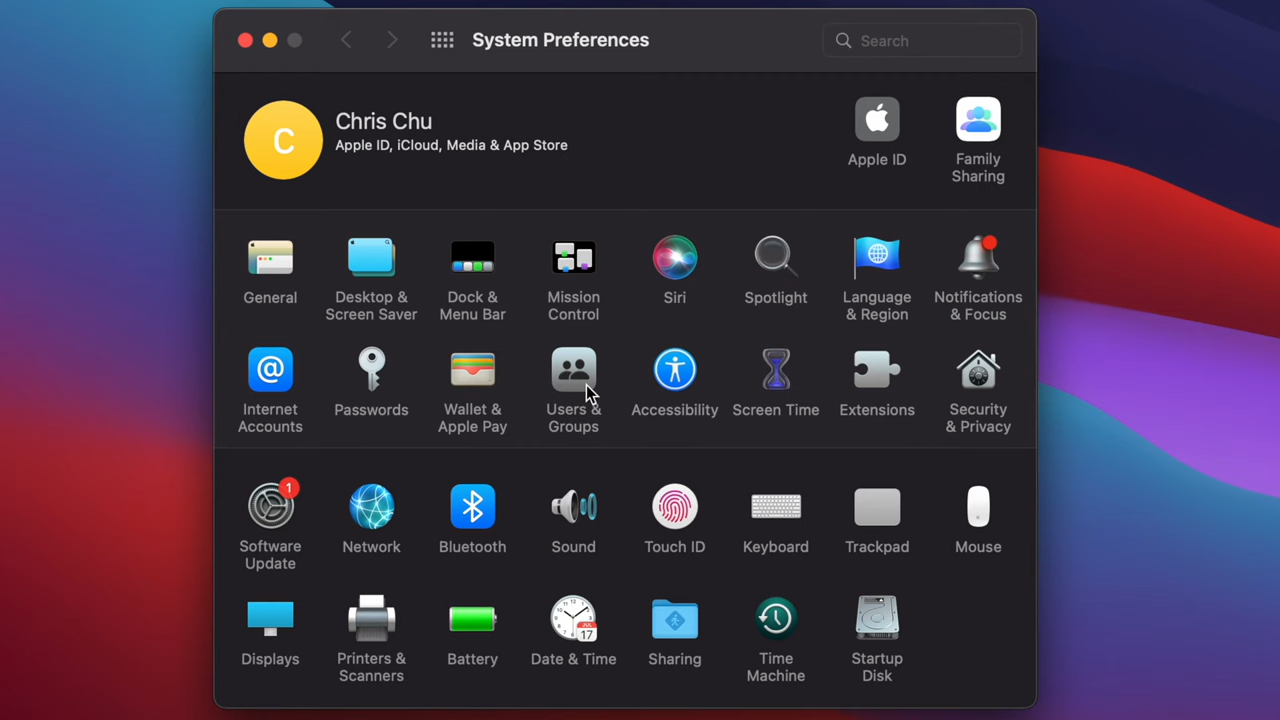 System Preferences
Search
C
Chris Chu
Apple ID, iCloud, Media & App Store
Apple ID
Family
Sharing
General
Desktop &
Screen Saver
Dock &
Menu Bar
Mission
Control
Siri
Spotlight
Language
& Region
Notifications
& Focus
@
Internet
Accounts
Passwords
Wallet &
Apple Pay
Users &
Groups
Accessibility
Screen Time
Extensions
Security
& Privacy
1
Software
Update
Network
Bluetooth
Sound
Touch ID
Keyboard
Trackpad
Mouse
Displays
Printers &
Scanners
Battery
17
Date & Time
Sharing
Time
Machine
Startup
Disk